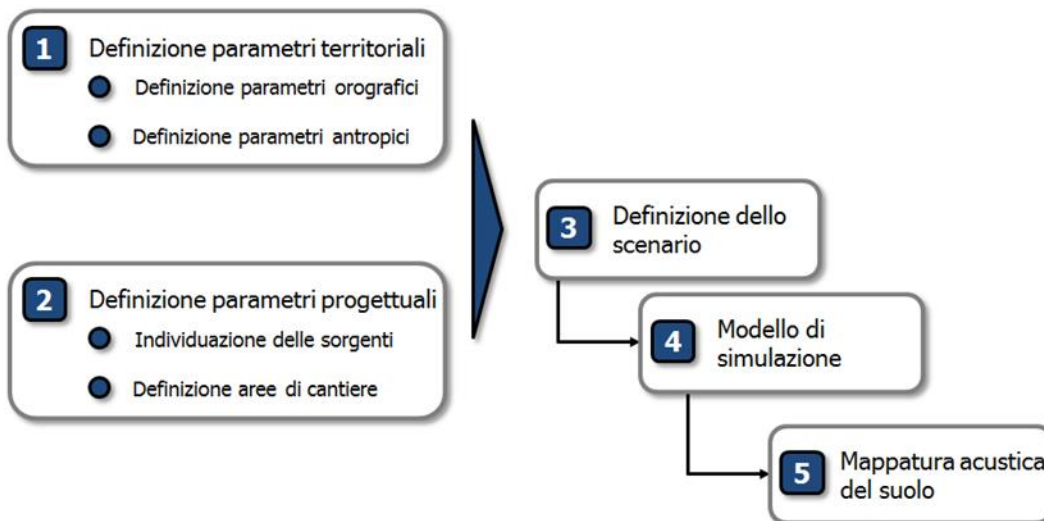 1 Definizione parametri territoriali
Definizione parametri orografici
Definizione parametri antropici
2 Definizione parametri progettuali
Individuazione delle sorgenti
Definizione aree di cantiere
3 Definizione dello
scenario
4 Modello di
simulazione
5 Mappatura acustica
del suolo